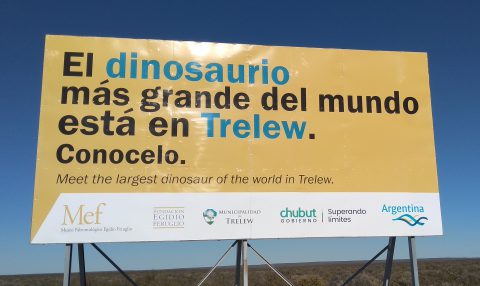 El dinosaurio
más grande del mundo
está en Trelew.
Conocelo.
Meet the largest dinosaur of the world in Trelew.
Mef
Museo Paleontológico Egidio Feruglio
FUNDACIÓN
EGIDIO
FERUGLIO
MUNICIPALIDAD
DE
TRELEW
chubut
GOBIERNO
Superando
límites
Argentina